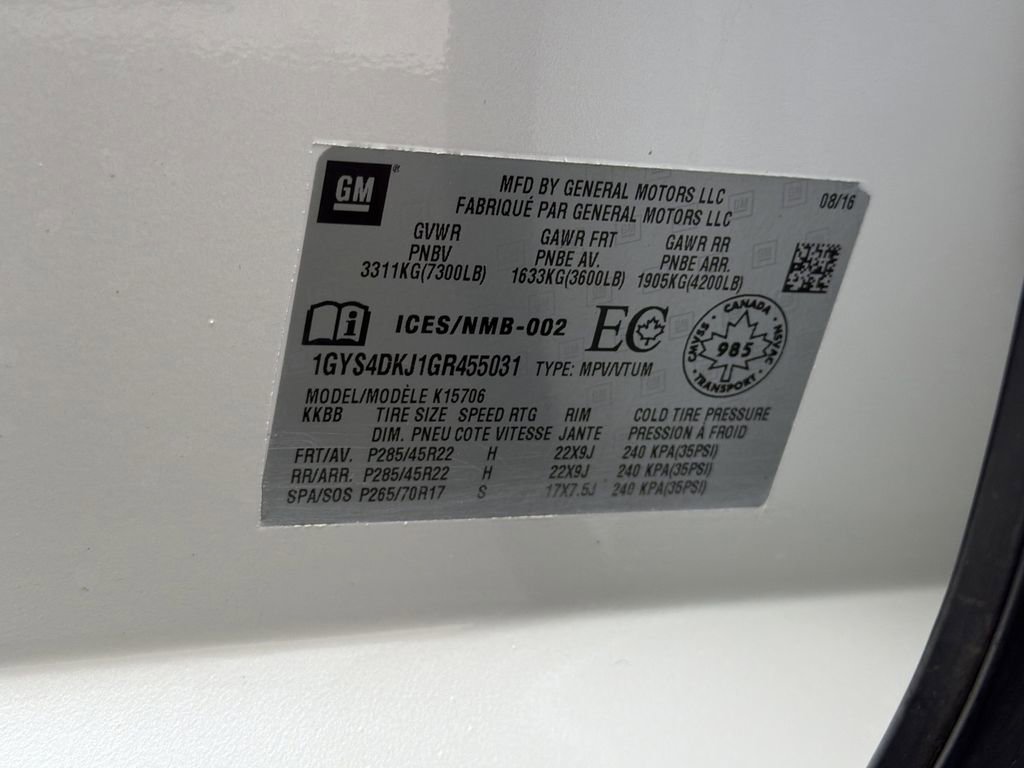 GM ®
MFD BY GENERAL MOTORS LLC
FABRIQUÉ PAR GENERAL MOTORS LLC
08/16
GVWR GAWR FRT GAWR RR
PNBV PNBE AV. PNBE ARR.
3311KG(7300LB) 1633KG(3600LB) 1905KG(4200LB)
i ICES/NMB-002 EC
CANADA · NSVAC · TRANSPORT · CMVSS ·
985
1GYS4DKJ1GR455031 TYPE: MPV/VTUM
MODEL/MODÈLE K15706
KKBB TIRE SIZE SPEED RTG RIM COLD TIRE PRESSURE
DIM. PNEU COTE VITESSE JANTE PRESSION À FROID
FRT/AV. P285/45R22 H 22X9J 240 KPA(35PSI)
RR/ARR. P285/45R22 H 22X9J 240 KPA(35PSI)
SPA/SOS P265/70R17 S 17X7.5J 240 KPA(35PSI)